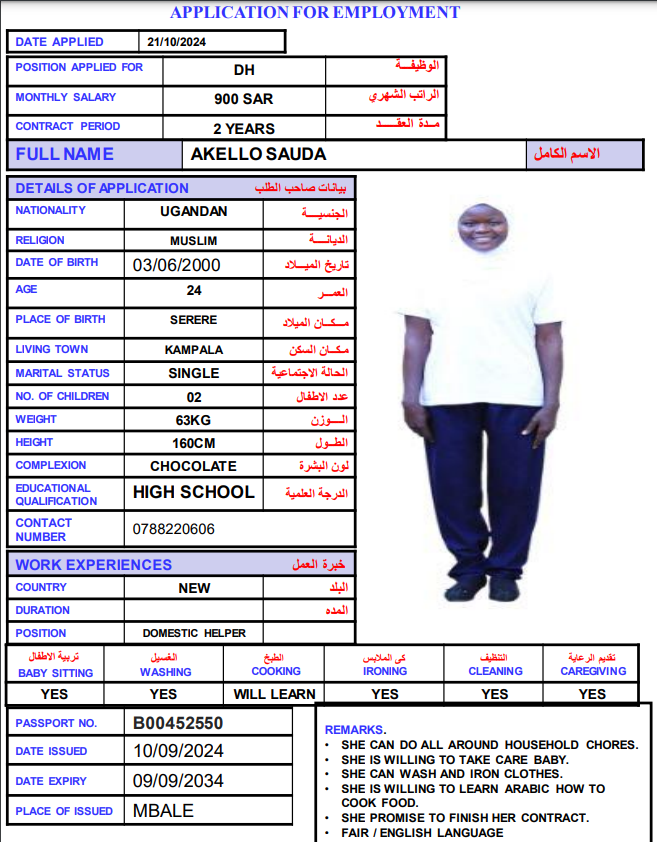 APPLICATION FOR EMPLOYMENT
DATE APPLIED 21/10/2024
POSITION APPLIED FOR DH الوظيفـــة
MONTHLY SALARY 900 SAR الراتب الشهري
CONTRACT PERIOD 2 YEARS مـدة العقـــد
FULL NAME AKELLO SAUDA الاسم الكامل
DETAILS OF APPLICATION بيانات صاحب الطلب
NATIONALITY UGANDAN الجنسيـــة
RELIGION MUSLIM الديانــة
DATE OF BIRTH 03/06/2000 تاريخ الميـــلاد
AGE 24 العمــر
PLACE OF BIRTH SERERE مكـــان الميلاد
LIVING TOWN KAMPALA مكـان السكن
MARITAL STATUS SINGLE الحالة الاجتماعية
NO. OF CHILDREN 02 عدد الاطفال
WEIGHT 63KG الـــوزن
HEIGHT 160CM الطــول
COMPLEXION CHOCOLATE لون البشرة
EDUCATIONAL QUALIFICATION HIGH SCHOOL الدرجة العلمية
CONTACT NUMBER 0788220606
WORK EXPERIENCES خبرة العمل
COUNTRY NEW البلد
DURATION المده
POSITION DOMESTIC HELPER
تربية الاطفال الغسيل الطبخ كى الملابس التنظيف تقديم الرعاية
BABY SITTING WASHING COOKING IRONING CLEANING CAREGIVING
YES YES WILL LEARN YES YES YES
PASSPORT NO. B00452550
DATE ISSUED 10/09/2024
DATE EXPIRY 09/09/2034
PLACE OF ISSUED MBALE
REMARKS.
• SHE CAN DO ALL AROUND HOUSEHOLD CHORES.
• SHE IS WILLING TO TAKE CARE BABY.
• SHE CAN WASH AND IRON CLOTHES.
• SHE IS WILLING TO LEARN ARABIC HOW TO
COOK FOOD.
• SHE PROMISE TO FINISH HER CONTRACT.
• FAIR / ENGLISH LANGUAGE